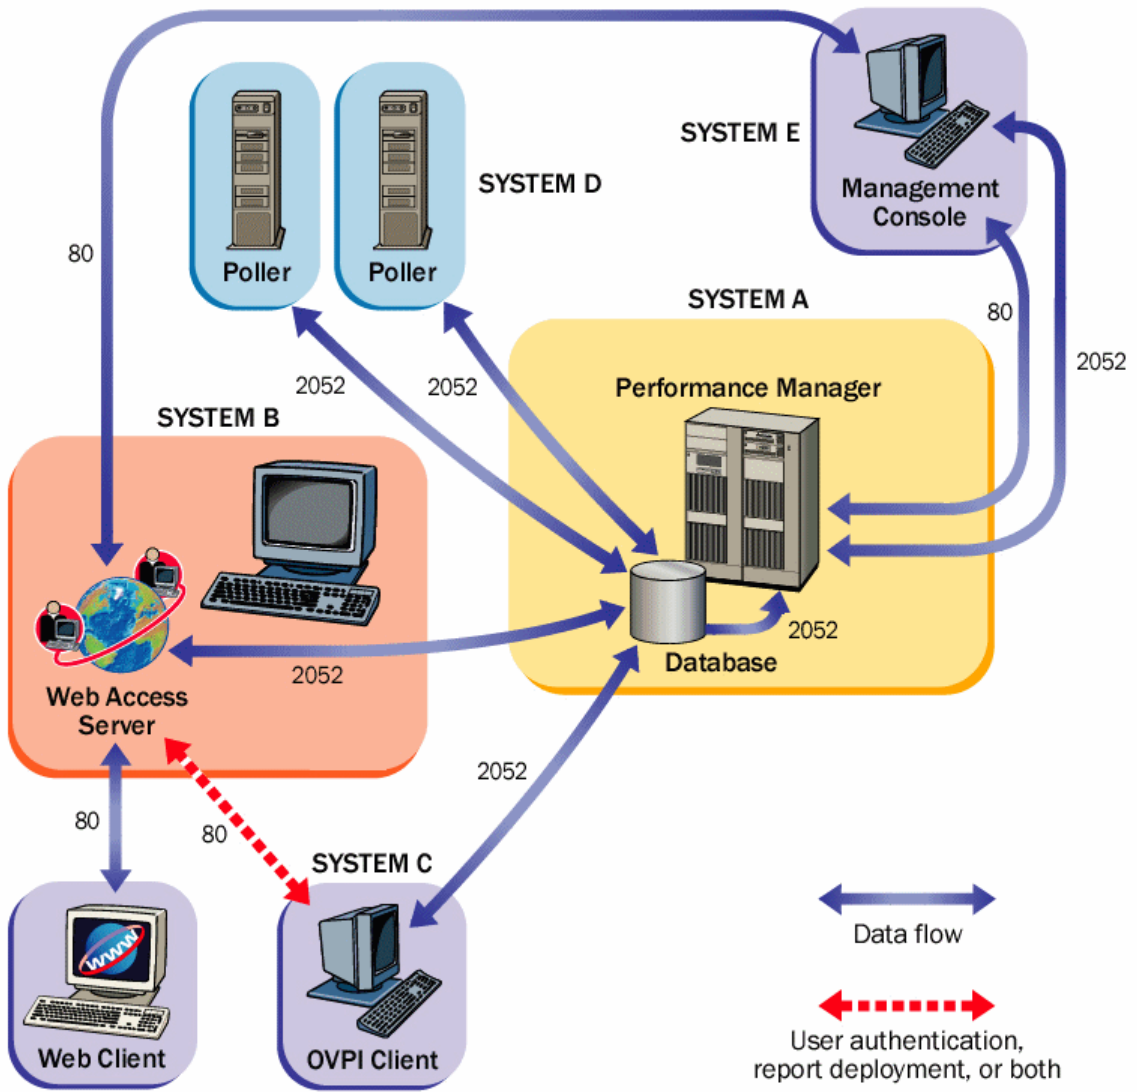 SYSTEM E
Management
Console
SYSTEM D
Poller
Poller
80
SYSTEM A
80
2052
2052
2052
Performance Manager
SYSTEM B
2052
Database
2052
Web Access
Server
2052
80
80
SYSTEM C
WWW
Web Client
OVPI Client
Data flow
User authentication,
report deployment, or both